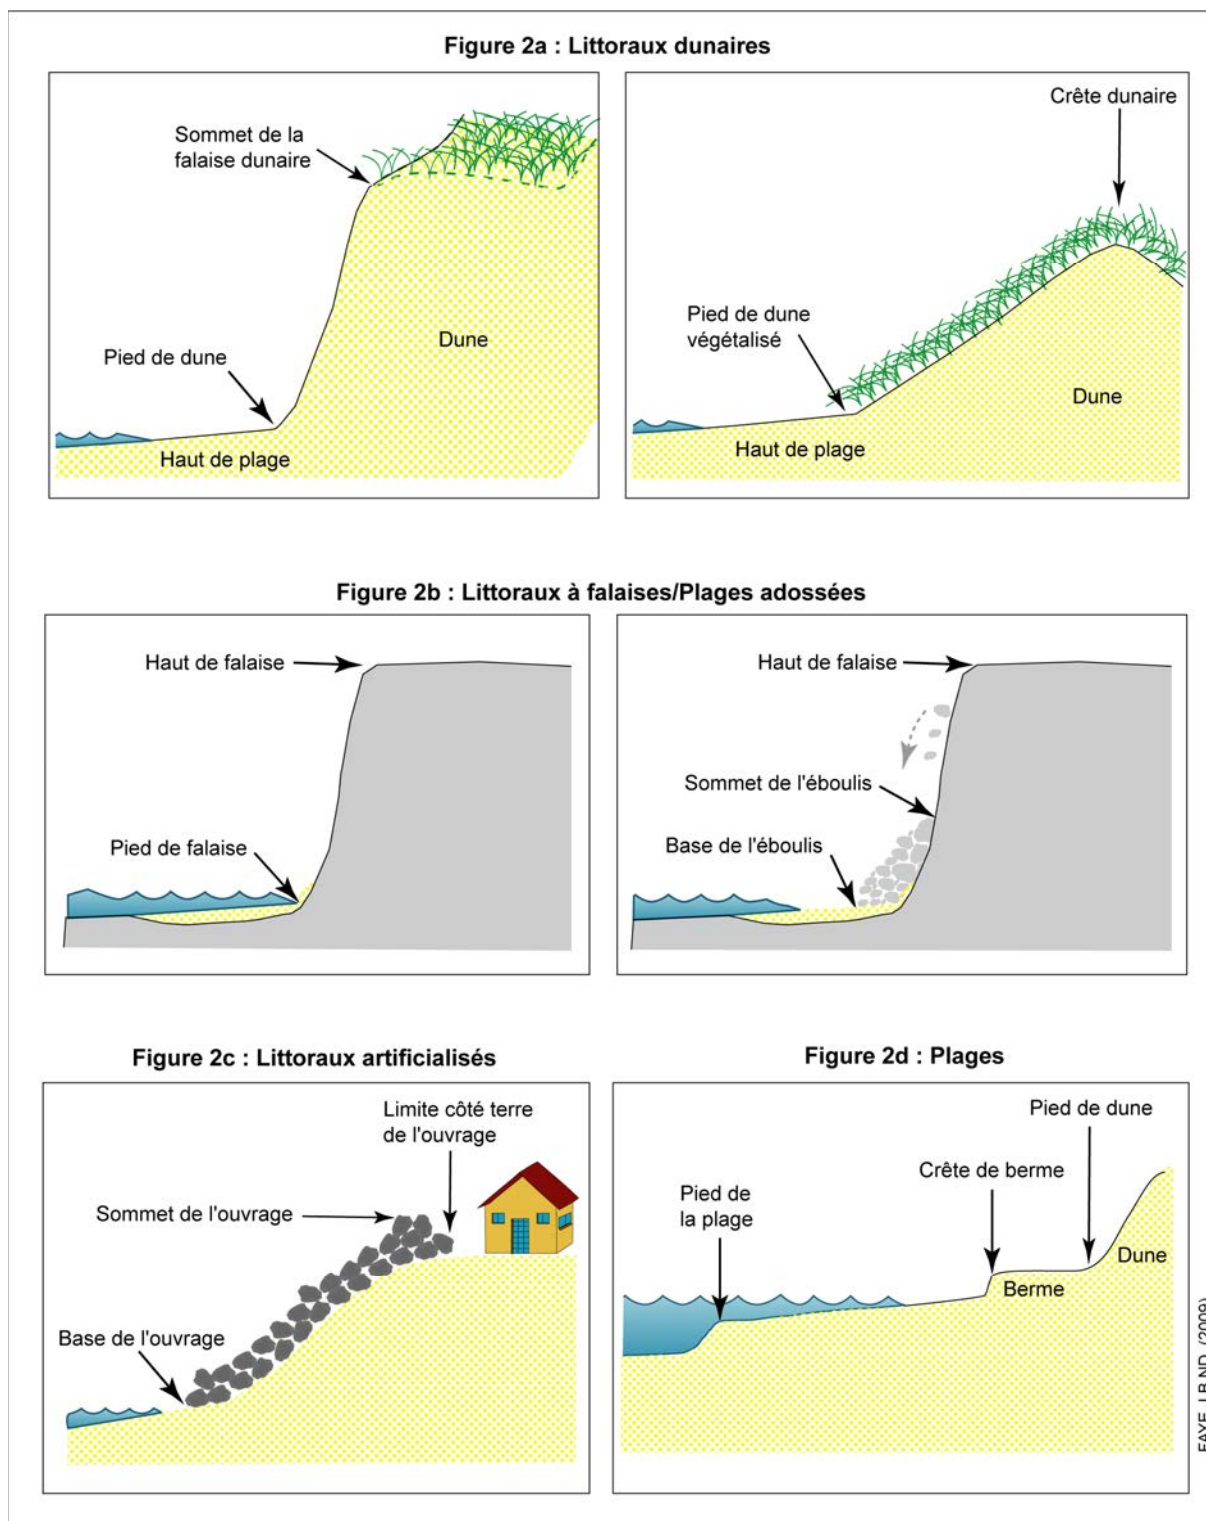 Figure 2a : Littoraux dunaires
Sommet de la
falaise dunaire
Pied de dune
Dune
Haut de plage
Crête dunaire
Pied de dune
végétalisé
Dune
Haut de plage
Figure 2b : Littoraux à falaises/Plages adossées
Haut de falaise
Pied de falaise
Haut de falaise
Sommet de l'éboulis
Base de l'éboulis
Figure 2c : Littoraux artificialisés
Limite côté terre
de l'ouvrage
Sommet de l'ouvrage
Base de l'ouvrage
Figure 2d : Plages
Pied de dune
Crête de berme
Pied de
la plage
Dune
Berme
FAYE, I.B.ND. (2009)